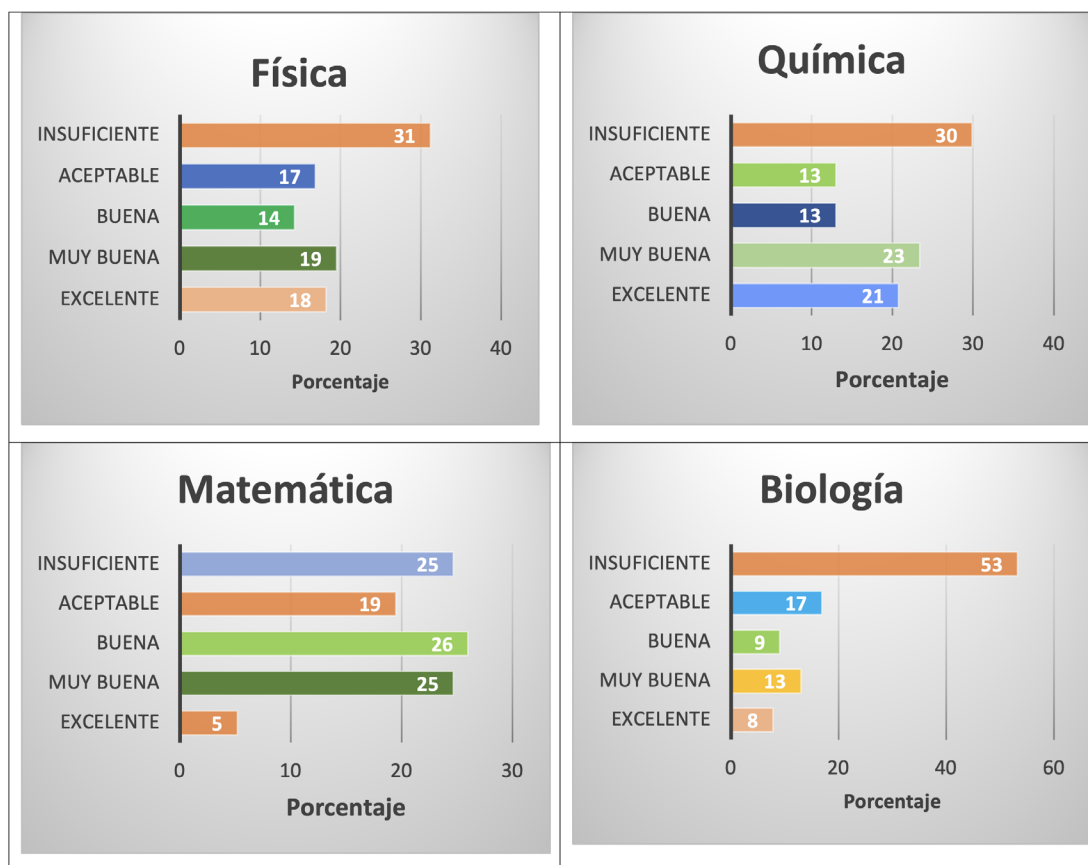 Física
INSUFICIENTE 31
ACEPTABLE 17
BUENA 14
MUY BUENA 19
EXCELENTE 18
0 10 20 30 40
Porcentaje
Química
INSUFICIENTE 30
ACEPTABLE 13
BUENA 13
MUY BUENA 23
EXCELENTE 21
0 10 20 30 40
Porcentaje
Matemática
INSUFICIENTE 25
ACEPTABLE 19
BUENA 26
MUY BUENA 25
EXCELENTE 5
0 10 20 30
Porcentaje
Biología
INSUFICIENTE 53
ACEPTABLE 17
BUENA 9
MUY BUENA 13
EXCELENTE 8
0 20 40 60
Porcentaje